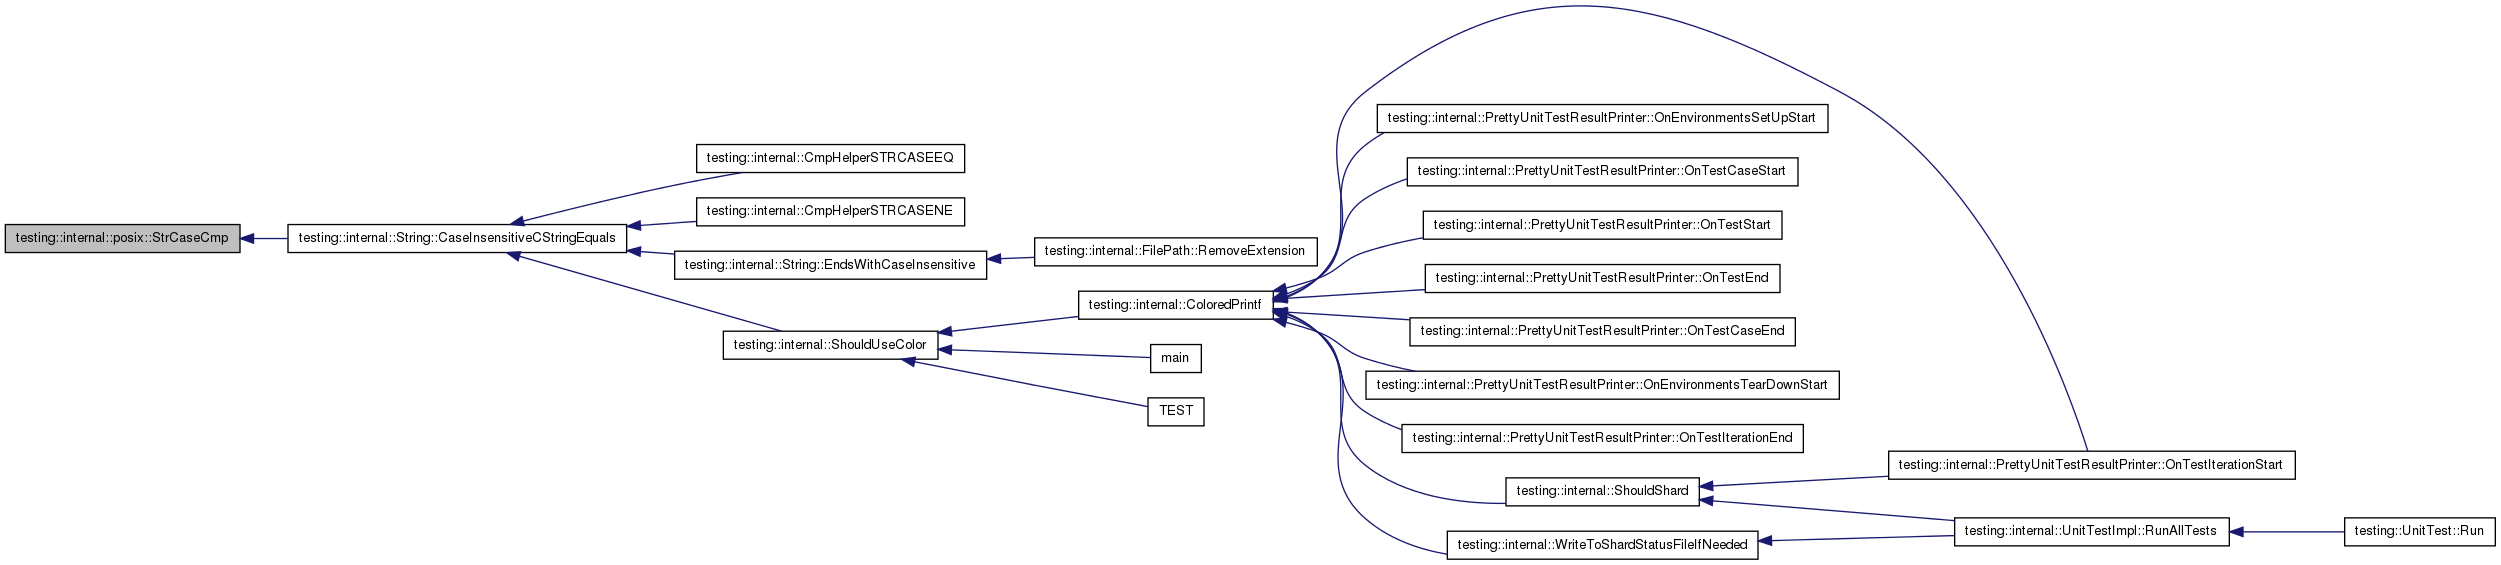 testing::internal::posix::StrCaseCmp
testing::internal::String::CaseInsensitiveCStringEquals
testing::internal::CmpHelperSTRCASEEQ
testing::internal::CmpHelperSTRCASENE
testing::internal::String::EndsWithCaseInsensitive
testing::internal::FilePath::RemoveExtension
testing::internal::ShouldUseColor
testing::internal::ColoredPrintf
main
TEST
testing::internal::PrettyUnitTestResultPrinter::OnEnvironmentsSetUpStart
testing::internal::PrettyUnitTestResultPrinter::OnTestCaseStart
testing::internal::PrettyUnitTestResultPrinter::OnTestStart
testing::internal::PrettyUnitTestResultPrinter::OnTestEnd
testing::internal::PrettyUnitTestResultPrinter::OnTestCaseEnd
testing::internal::PrettyUnitTestResultPrinter::OnEnvironmentsTearDownStart
testing::internal::PrettyUnitTestResultPrinter::OnTestIterationEnd
testing::internal::ShouldShard
testing::internal::WriteToShardStatusFileIfNeeded
testing::internal::PrettyUnitTestResultPrinter::OnTestIterationStart
testing::internal::UnitTestImpl::RunAllTests
testing::UnitTest::Run